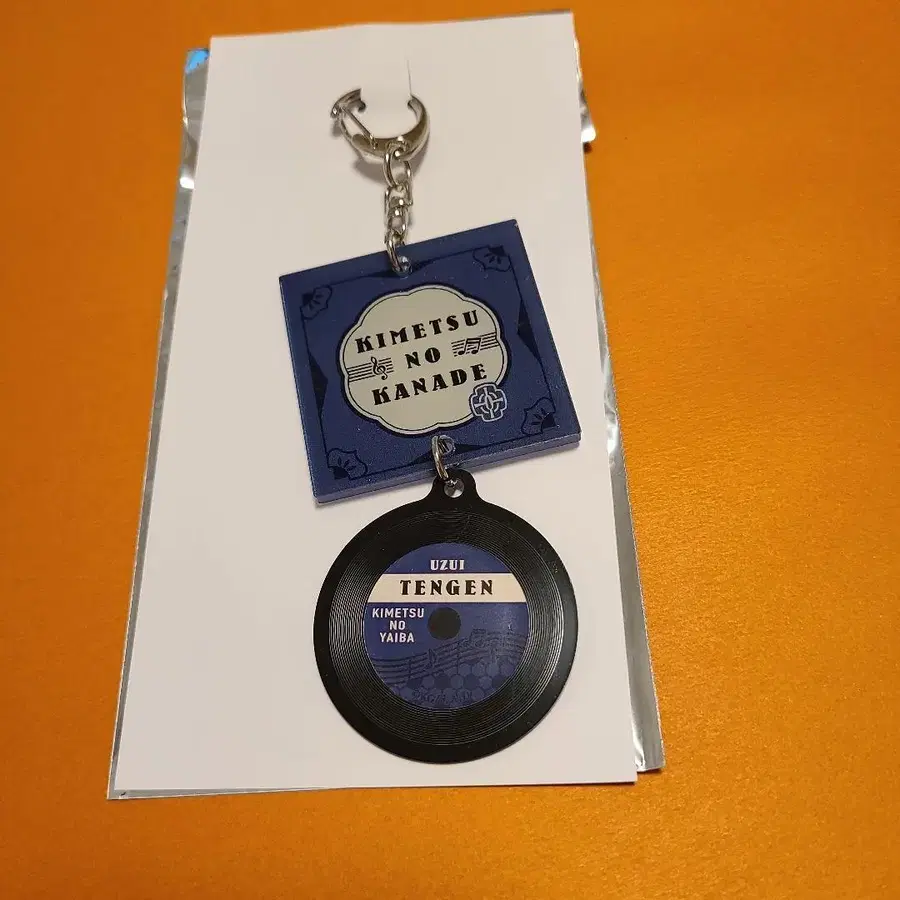 KIMETSU
NO
KANADE
UZUI
TENGEN
KIMETSU
NO
YAIBA